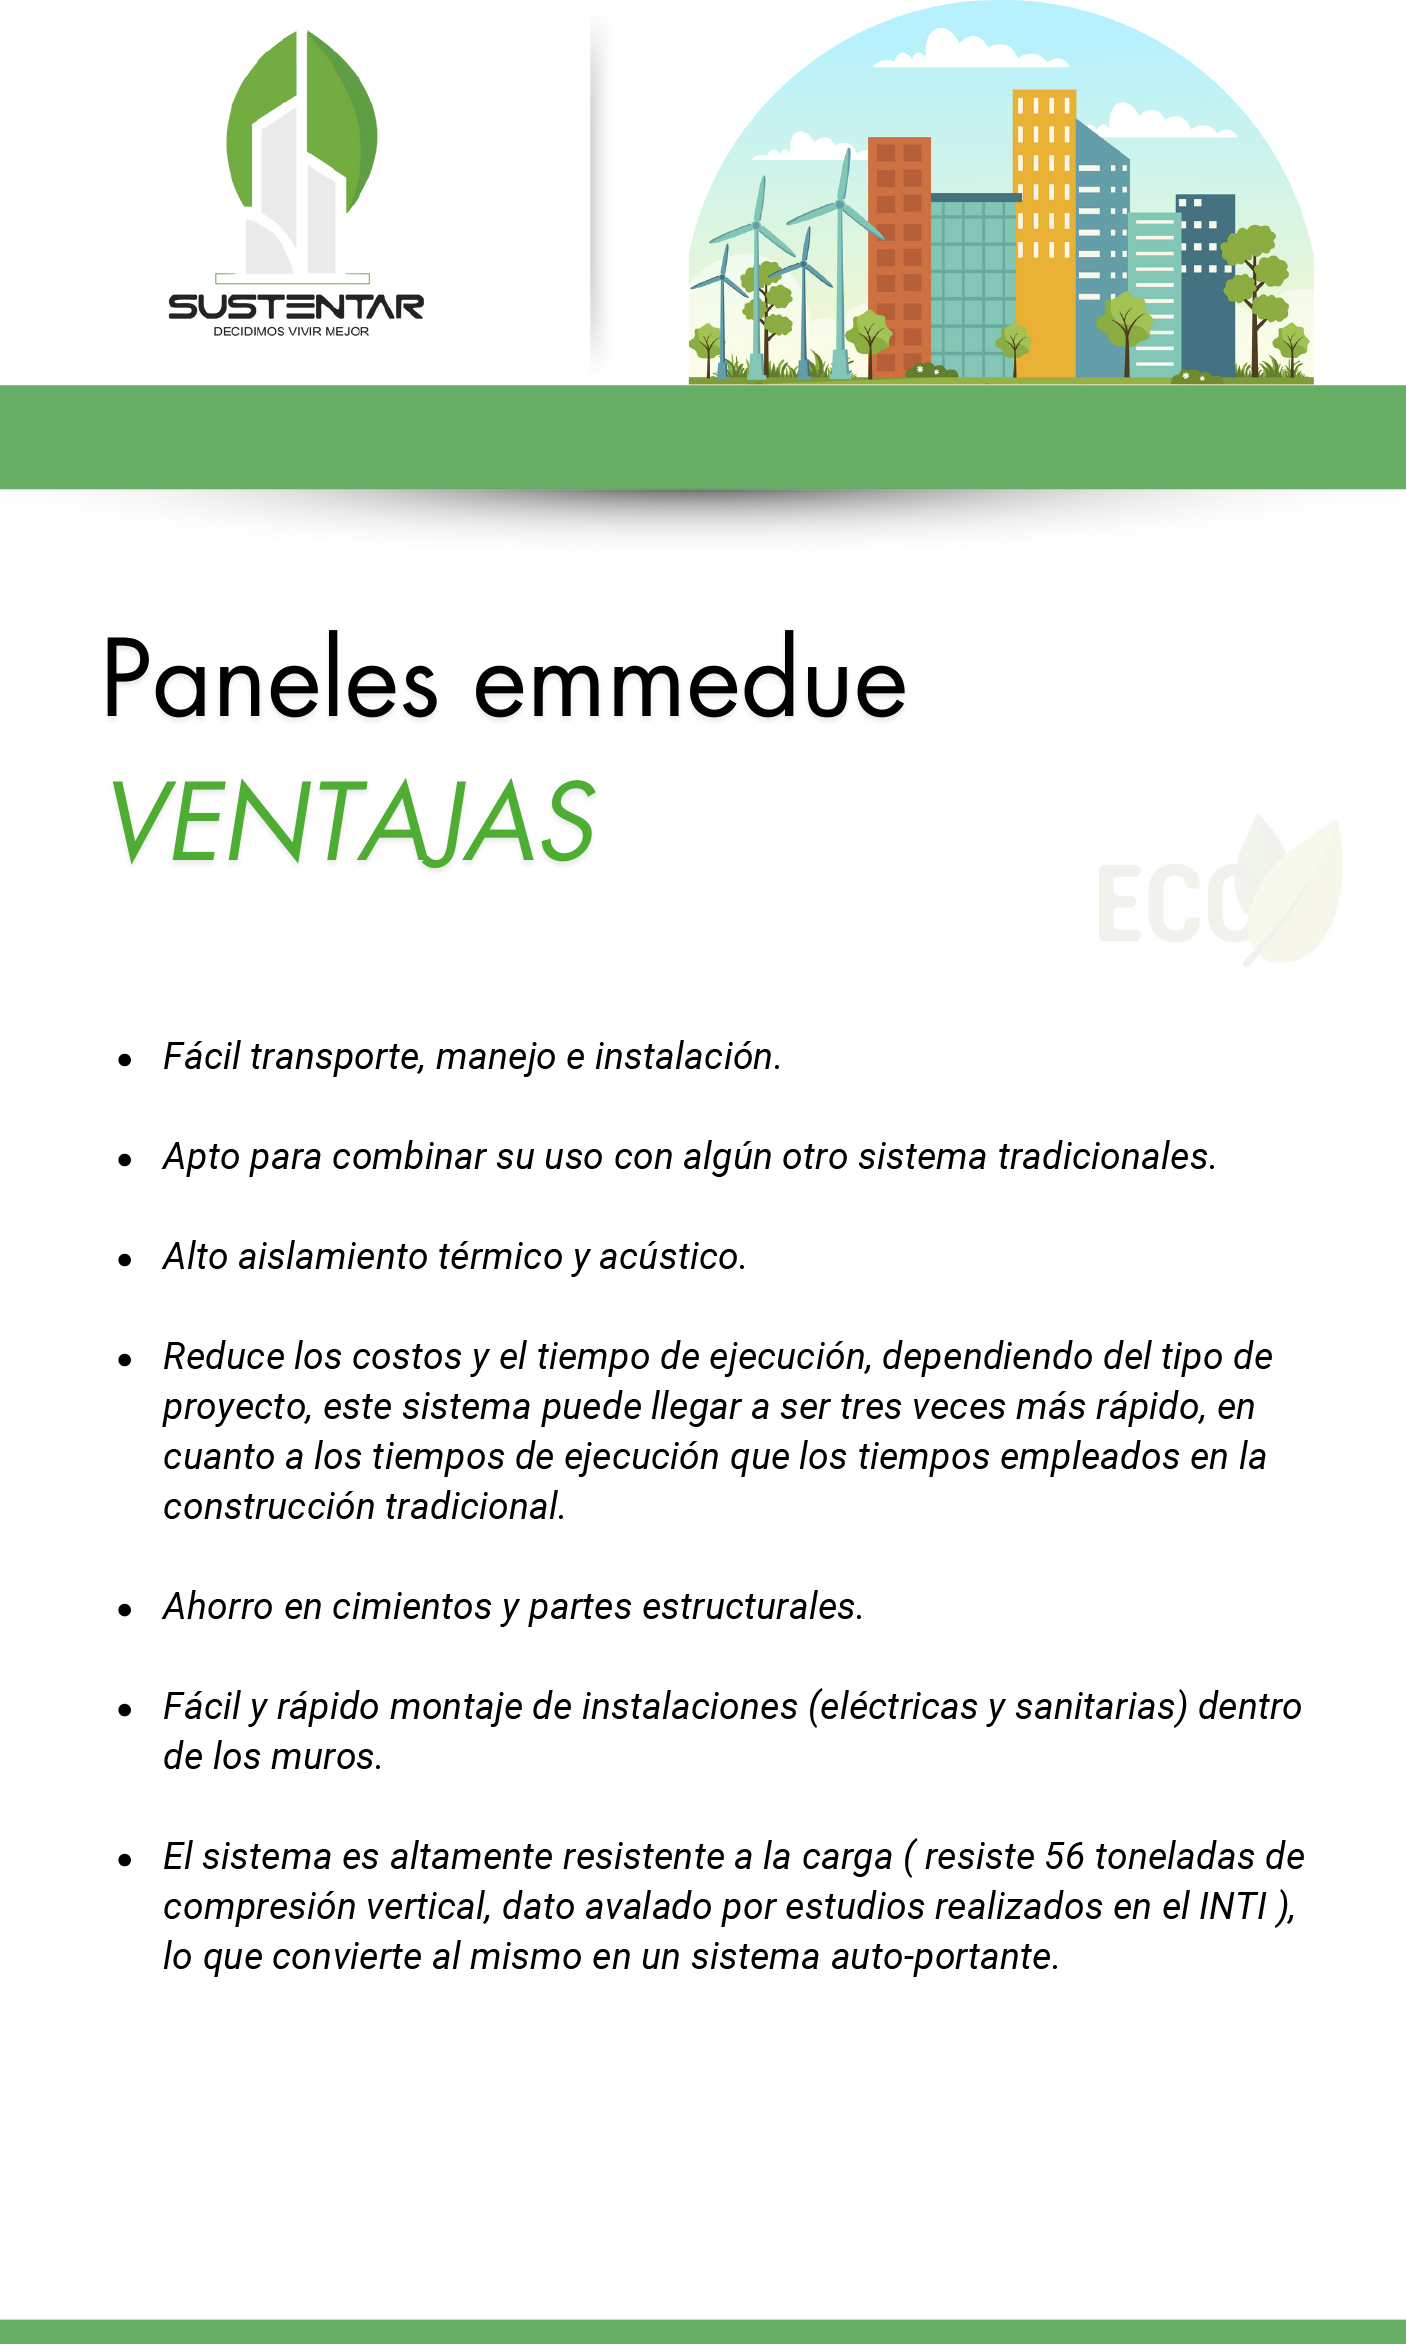 SUSTENTAR
DECIDIMOS VIVIR MEJOR
Paneles emmedue
VENTAJAS
ECO
• Fácil transporte, manejo e instalación.
• Apto para combinar su uso con algún otro sistema tradicionales.
• Alto aislamiento térmico y acústico.
• Reduce los costos y el tiempo de ejecución, dependiendo del tipo de
proyecto, este sistema puede llegar a ser tres veces más rápido, en
cuanto a los tiempos de ejecución que los tiempos empleados en la
construcción tradicional.
• Ahorro en cimientos y partes estructurales.
• Fácil y rápido montaje de instalaciones (eléctricas y sanitarias) dentro
de los muros.
• El sistema es altamente resistente a la carga ( resiste 56 toneladas de
compresión vertical, dato avalado por estudios realizados en el INTI ),
lo que convierte al mismo en un sistema auto-portante.